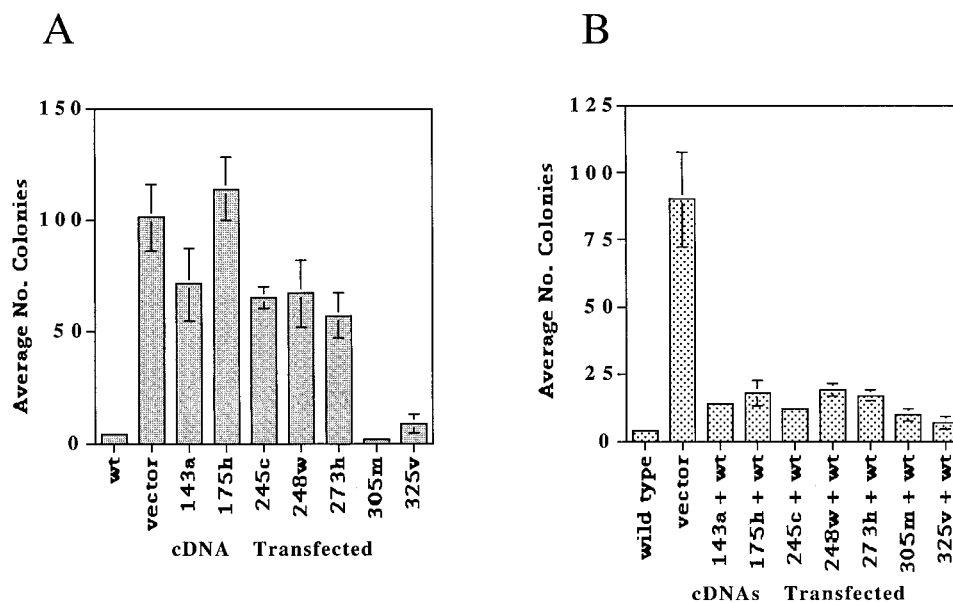 A
Average No. Colonies
150
100
50
0
wt
vector
143a
175h
245c
248w
273h
305m
325v
cDNA Transfected
B
Average No. Colonies
125
100
75
50
25
0
wild type
vector
143a + wt
175h + wt
245c + wt
248w + wt
273h + wt
305m + wt
325v + wt
cDNAs Transfected